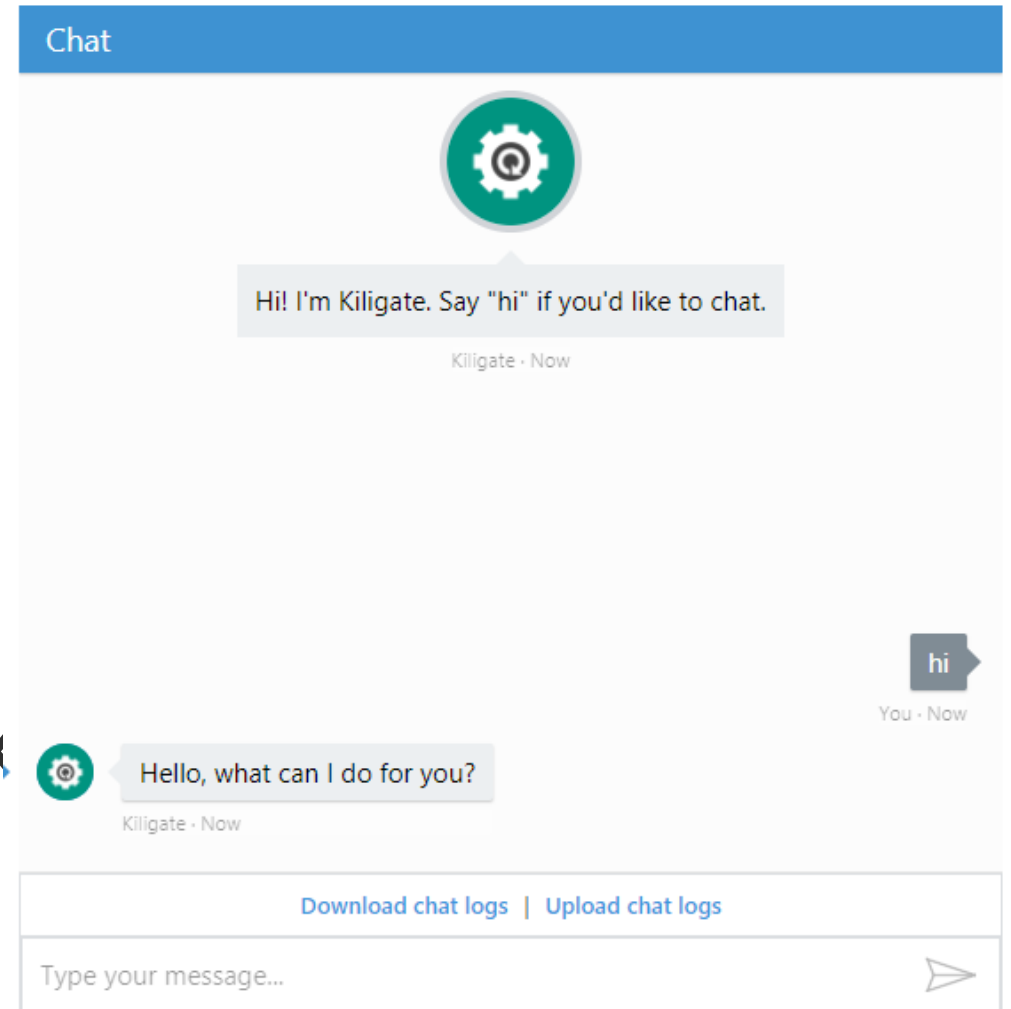 Chat
Hi! I'm Kiligate. Say "hi" if you'd like to chat.
Kiligate · Now
hi
You · Now
Hello, what can I do for you?
Kiligate · Now
Download chat logs | Upload chat logs
Type your message...